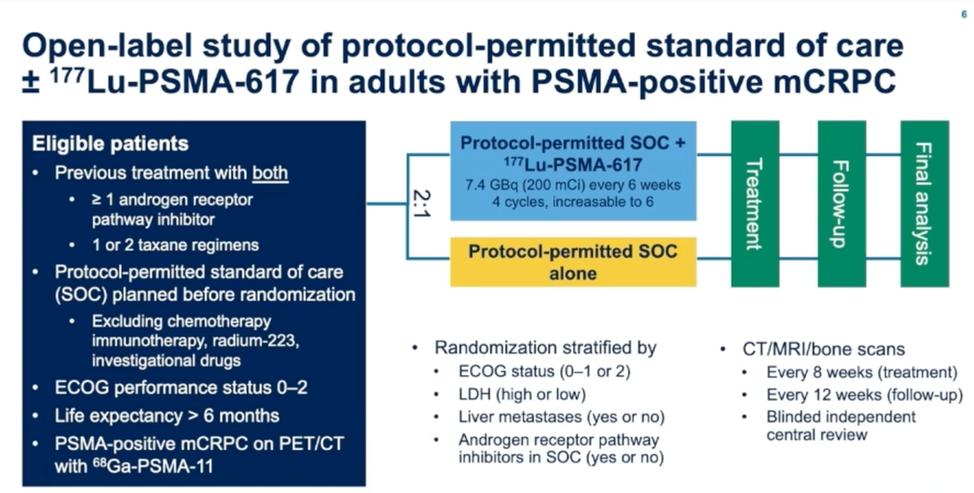 6
Open-label study of protocol-permitted standard of care
± ¹⁷⁷Lu-PSMA-617 in adults with PSMA-positive mCRPC
Eligible patients
• Previous treatment with both
• ≥ 1 androgen receptor
pathway inhibitor
• 1 or 2 taxane regimens
• Protocol-permitted standard of care
(SOC) planned before randomization
• Excluding chemotherapy
immunotherapy, radium-223,
investigational drugs
• ECOG performance status 0–2
• Life expectancy > 6 months
• PSMA-positive mCRPC on PET/CT
with ⁶⁸Ga-PSMA-11
2:1
Protocol-permitted SOC +
¹⁷⁷Lu-PSMA-617
7.4 GBq (200 mCi) every 6 weeks
4 cycles, increasable to 6
Protocol-permitted SOC
alone
Treatment
Follow-up
Final analysis
• Randomization stratified by
• ECOG status (0–1 or 2)
• LDH (high or low)
• Liver metastases (yes or no)
• Androgen receptor pathway
inhibitors in SOC (yes or no)
• CT/MRI/bone scans
• Every 8 weeks (treatment)
• Every 12 weeks (follow-up)
• Blinded independent
central review